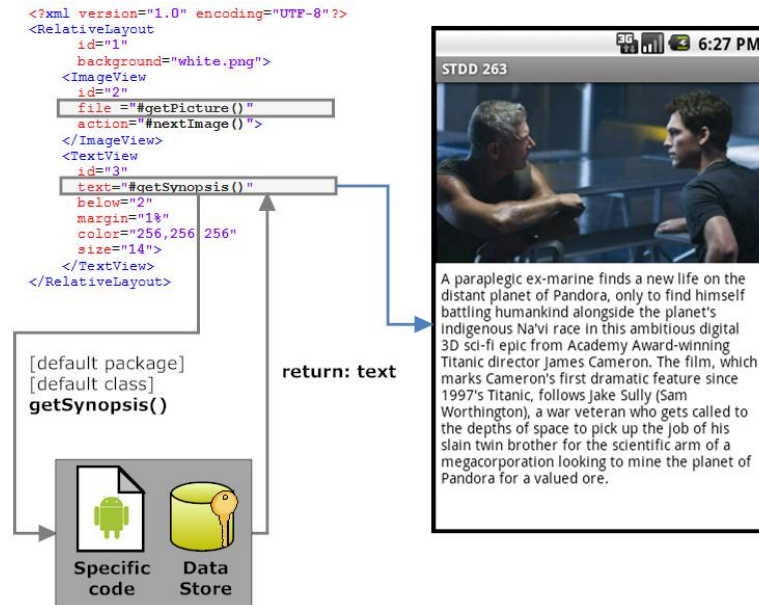 <?xml version="1.0" encoding="UTF-8"?>
<RelativeLayout
id="1"
background="white.png">
<ImageView
id="2"
file ="#getPicture()"
action="#nextImage()">
</ImageView>
<TextView
id="3"
text="#getSynopsis()"
below="2"
margin="1%"
color="256,256,256"
size="14">
</TextView>
</RelativeLayout>
[default package]
[default class]
getSynopsis()
return: text
Specific
code
Data
Store
3G 6:27 PM
STDD 263
A paraplegic ex-marine finds a new life on the
distant planet of Pandora, only to find himself
battling humankind alongside the planet's
indigenous Na'vi race in this ambitious digital
3D sci-fi epic from Academy Award-winning
Titanic director James Cameron. The film, which
marks Cameron's first dramatic feature since
1997's Titanic, follows Jake Sully (Sam
Worthington), a war veteran who gets called to
the depths of space to pick up the job of his
slain twin brother for the scientific arm of a
megacorporation looking to mine the planet of
Pandora for a valued ore.